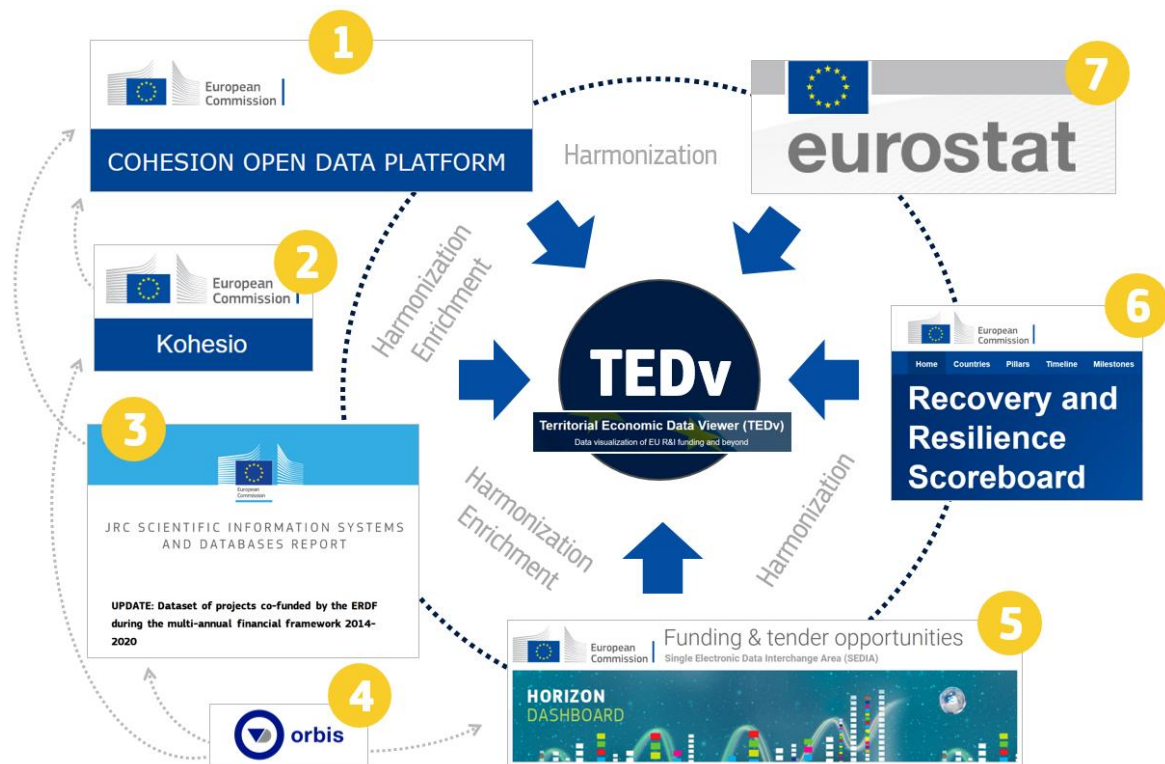 1
European
Commission
COHESION OPEN DATA PLATFORM
7
eurostat
Harmonization
2
European
Commission
Kohesio
Harmonization
Enrichment
6
European
Commission
Home Countries Pillars Timeline Milestones
Recovery and
Resilience
Scoreboard
TEDv
Territorial Economic Data Viewer (TEDv)
Data visualization of EU R&I funding and beyond
3
European
Commission
JRC SCIENTIFIC INFORMATION SYSTEMS
AND DATABASES REPORT
UPDATE: Dataset of projects co-funded by the ERDF
during the multi-annual financial framework 2014-
2020
Harmonization
Enrichment
Harmonization
4
orbis
5
European
Commission
Funding & tender opportunities
Single Electronic Data Interchange Area (SEDIA)
HORIZON
DASHBOARD